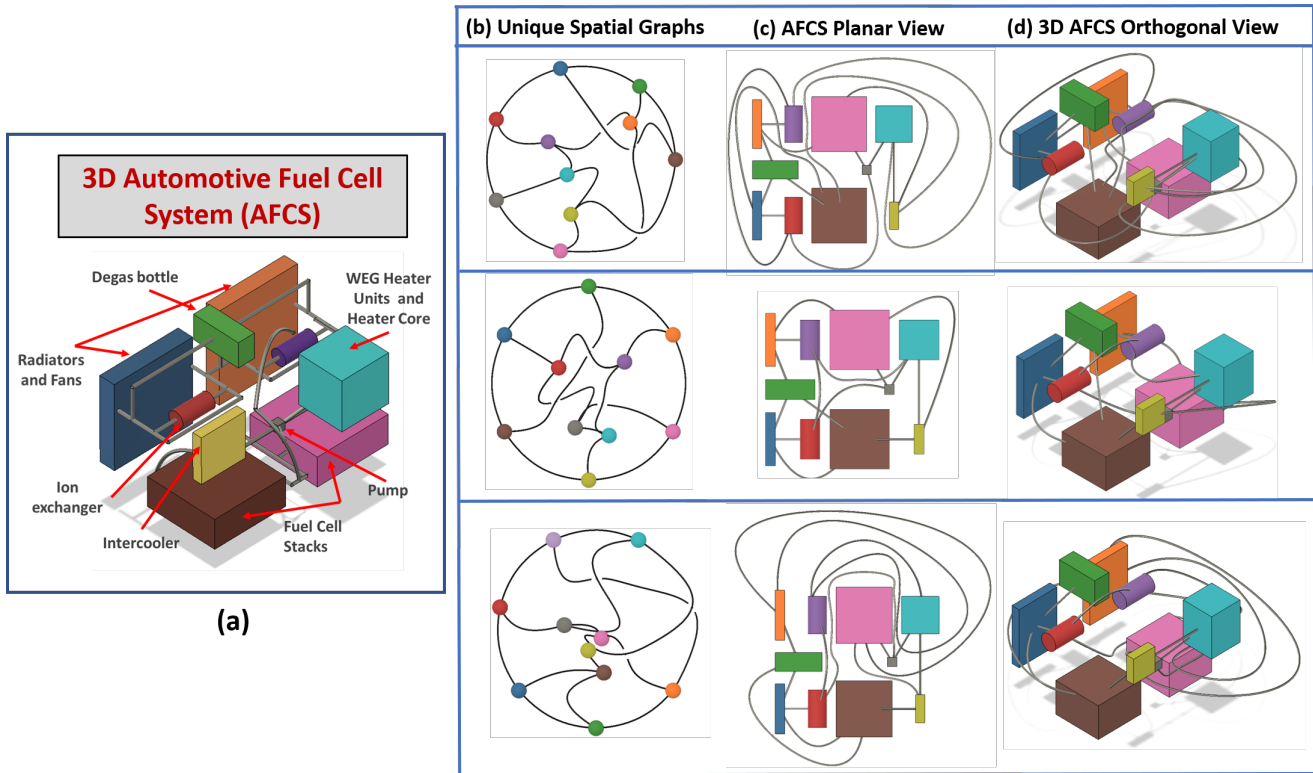 (b) Unique Spatial Graphs
(c) AFCS Planar View
(d) 3D AFCS Orthogonal View
3D Automotive Fuel Cell
System (AFCS)
Degas bottle
WEG Heater
Units and
Heater Core
Radiators
and Fans
Ion
exchanger
Intercooler
Fuel Cell
Stacks
Pump
(a)